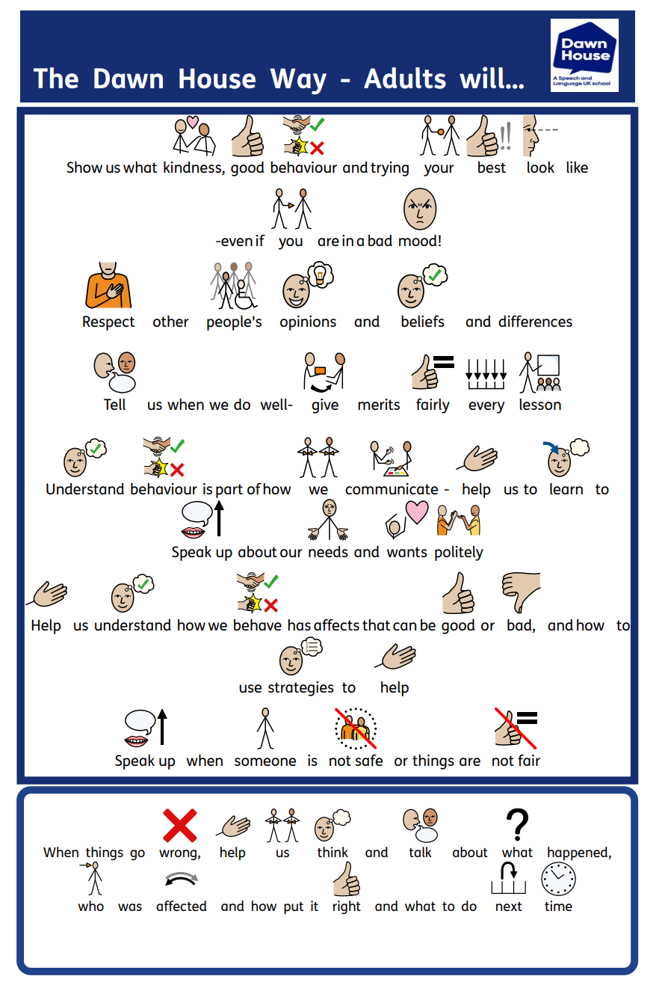 The Dawn House Way - Adults will...
Dawn
House
A Speech and
Language UK school
Show us what kindness, good behaviour and trying your best look like
-even if you are in a bad mood!
Respect other people's opinions and beliefs and differences
Tell us when we do well- give merits fairly every lesson
Understand behaviour is part of how we communicate - help us to learn to
Speak up about our needs and wants politely
Help us understand how we behave has affects that can be good or bad, and how to
use strategies to help
Speak up when someone is not safe or things are not fair
When things go wrong, help us think and talk about what happened,
who was affected and how put it right and what to do next time